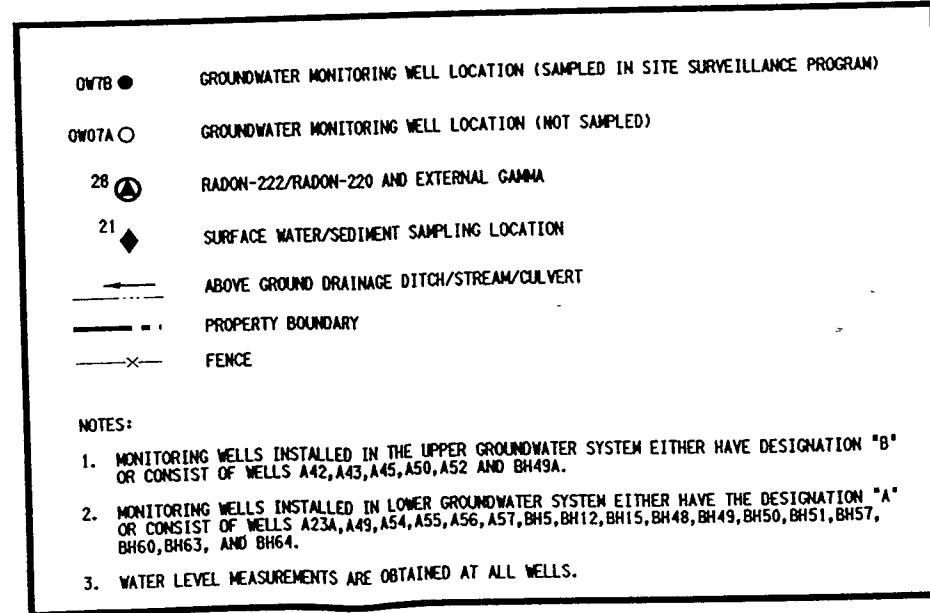 OW7B GROUNDWATER MONITORING WELL LOCATION (SAMPLED IN SITE SURVEILLANCE PROGRAM)
OW07A GROUNDWATER MONITORING WELL LOCATION (NOT SAMPLED)
28 RADON-222/RADON-220 AND EXTERNAL GAMMA
21 SURFACE WATER/SEDIMENT SAMPLING LOCATION
ABOVE GROUND DRAINAGE DITCH/STREAM/CULVERT
PROPERTY BOUNDARY
FENCE
NOTES:
1. MONITORING WELLS INSTALLED IN THE UPPER GROUNDWATER SYSTEM EITHER HAVE DESIGNATION "B"
OR CONSIST OF WELLS A42,A43,A45,A50,A52 AND BH49A.
2. MONITORING WELLS INSTALLED IN LOWER GROUNDWATER SYSTEM EITHER HAVE THE DESIGNATION "A"
OR CONSIST OF WELLS A23A,A49,A54,A55,A56,A57,BH5,BH12,BH15,BH48,BH49,BH50,BH51,BH57,
BH60,BH63, AND BH64.
3. WATER LEVEL MEASUREMENTS ARE OBTAINED AT ALL WELLS.